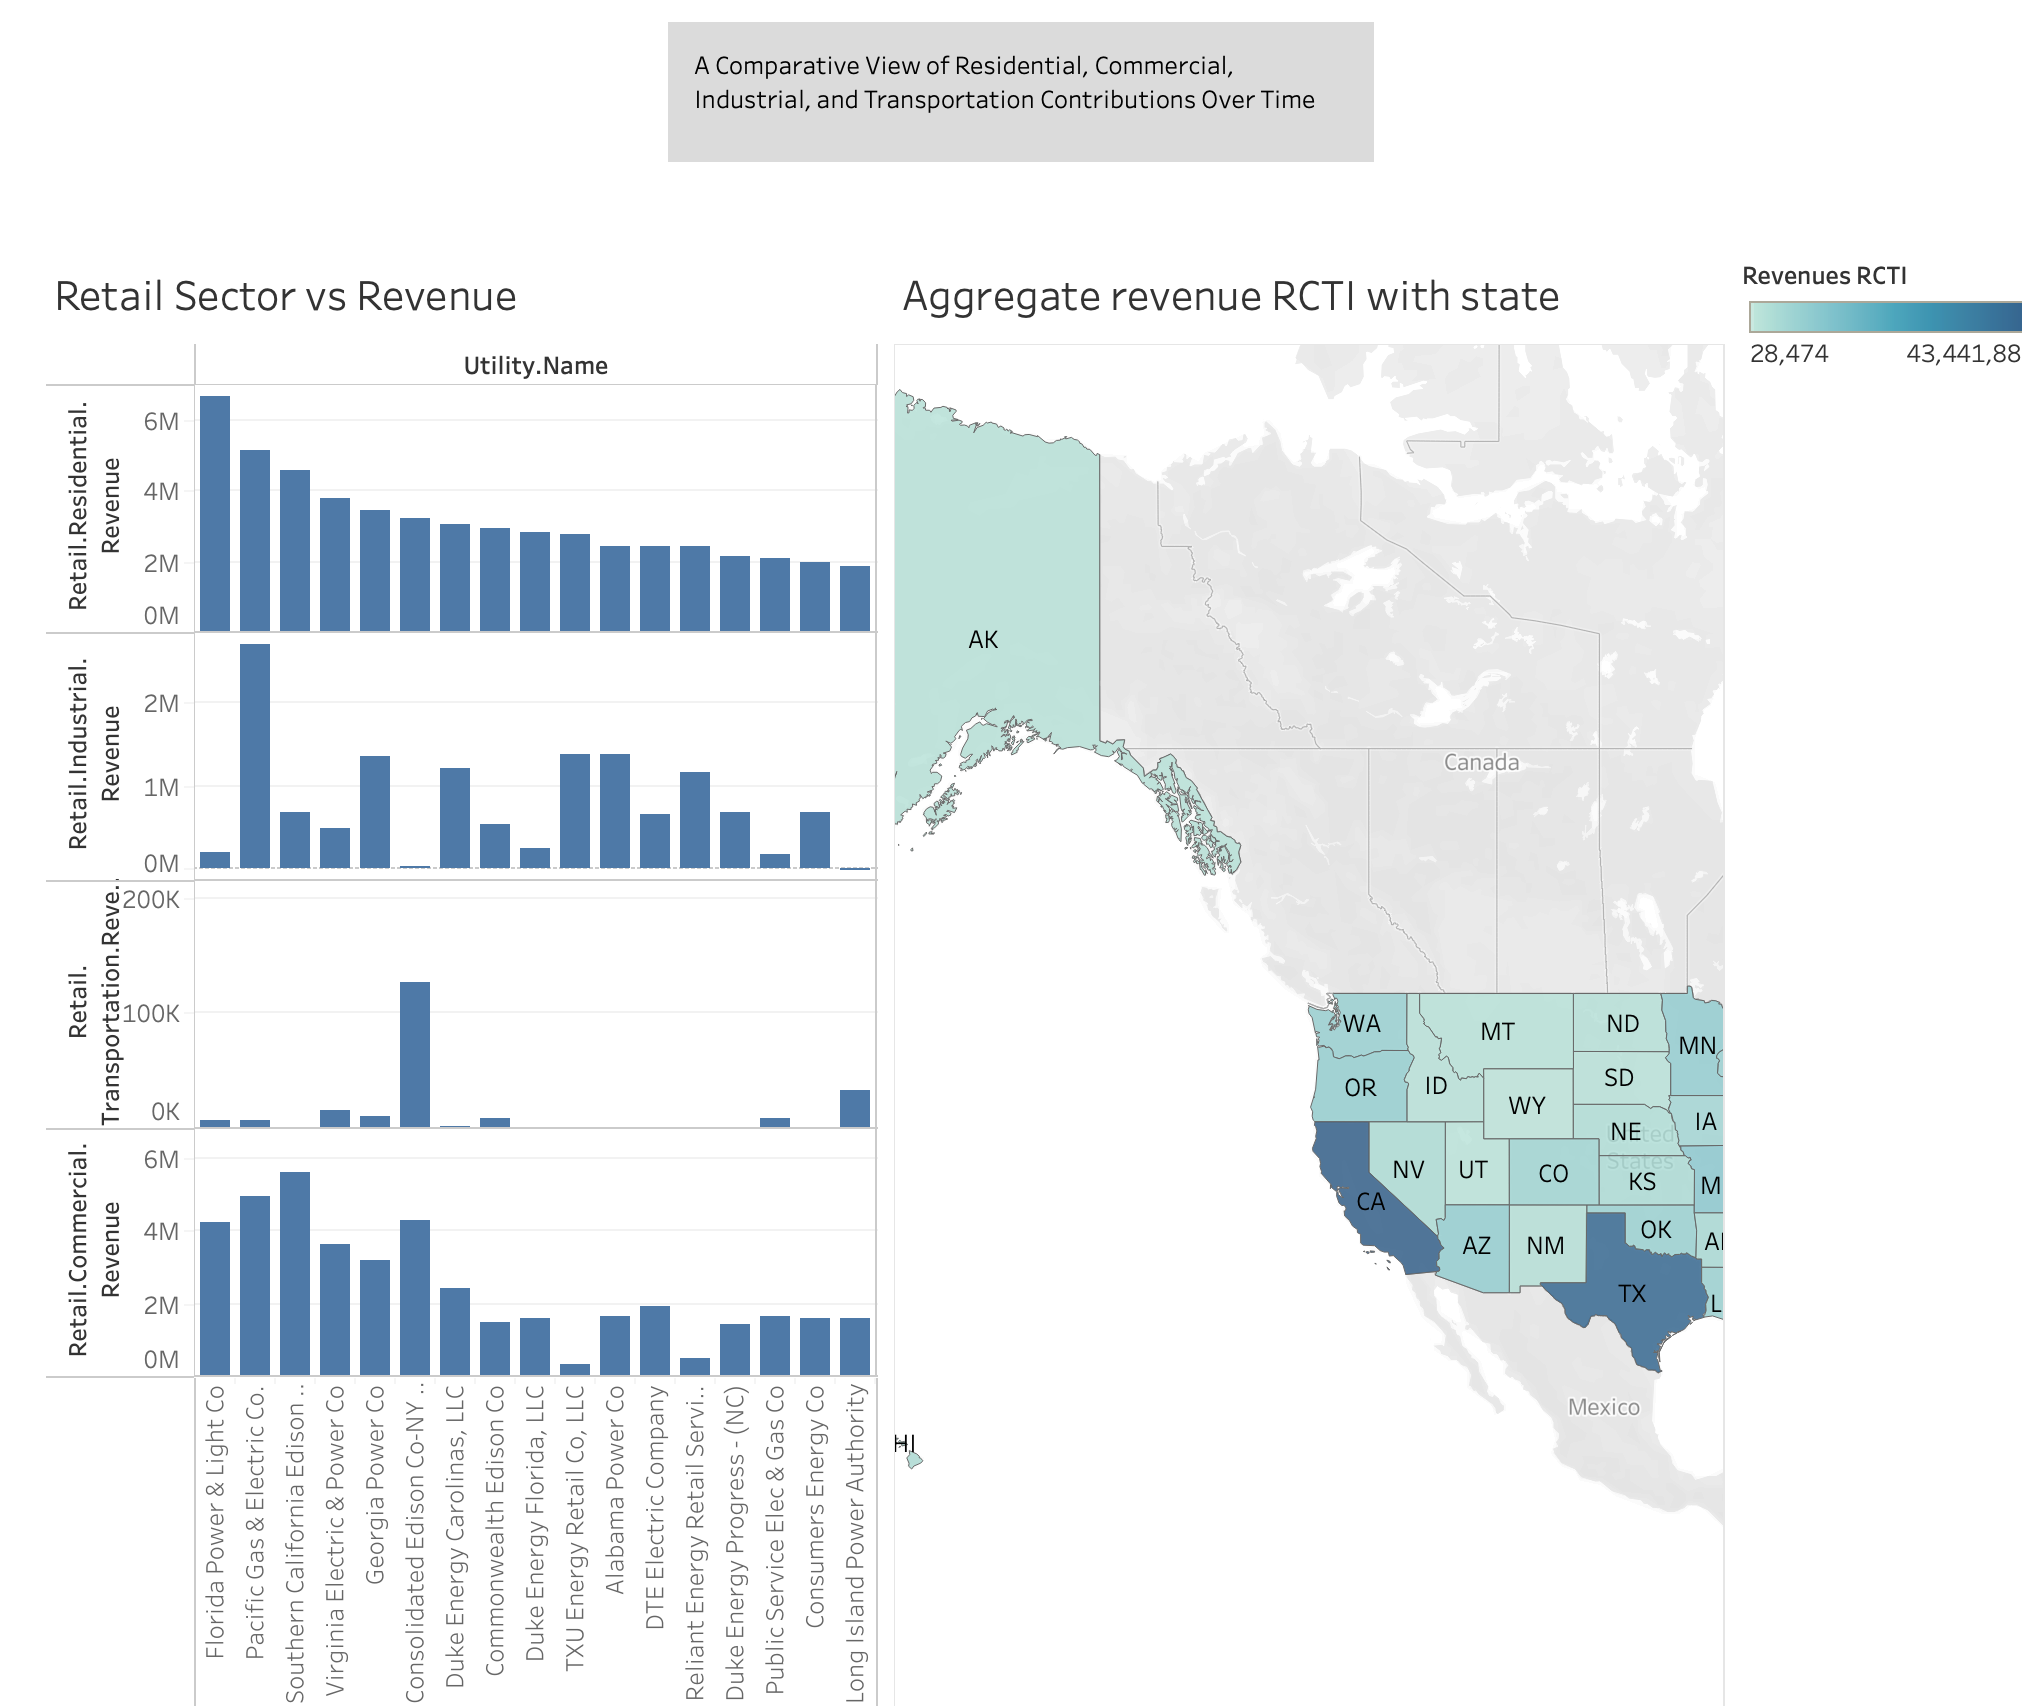 A Comparative View of Residential, Commercial,
Industrial, and Transportation Contributions Over Time
Retail Sector vs Revenue
Utility.Name
Retail.Residential.
Revenue
6M
4M
2M
0M
Retail.Industrial.
Revenue
2M
1M
0M
Retail.
Transportation.Reve..
200K
100K
0K
Retail.Commercial.
Revenue
6M
4M
2M
0M
Florida Power & Light Co
Pacific Gas & Electric Co.
Southern California Edison ..
Virginia Electric & Power Co
Georgia Power Co
Consolidated Edison Co-NY ..
Duke Energy Carolinas, LLC
Commonwealth Edison Co
Duke Energy Florida, LLC
TXU Energy Retail Co, LLC
Alabama Power Co
DTE Electric Company
Reliant Energy Retail Servi..
Duke Energy Progress - (NC)
Public Service Elec & Gas Co
Consumers Energy Co
Long Island Power Authority
Aggregate revenue RCTI with state
AK
Canada
WA
MT
ND
MN
OR
ID
SD
WY
IA
NE
United
States
NV
UT
CO
KS
M
CA
OK
AZ
NM
A
TX
L
Mexico
HI
Revenues RCTI
28,474
43,441,88